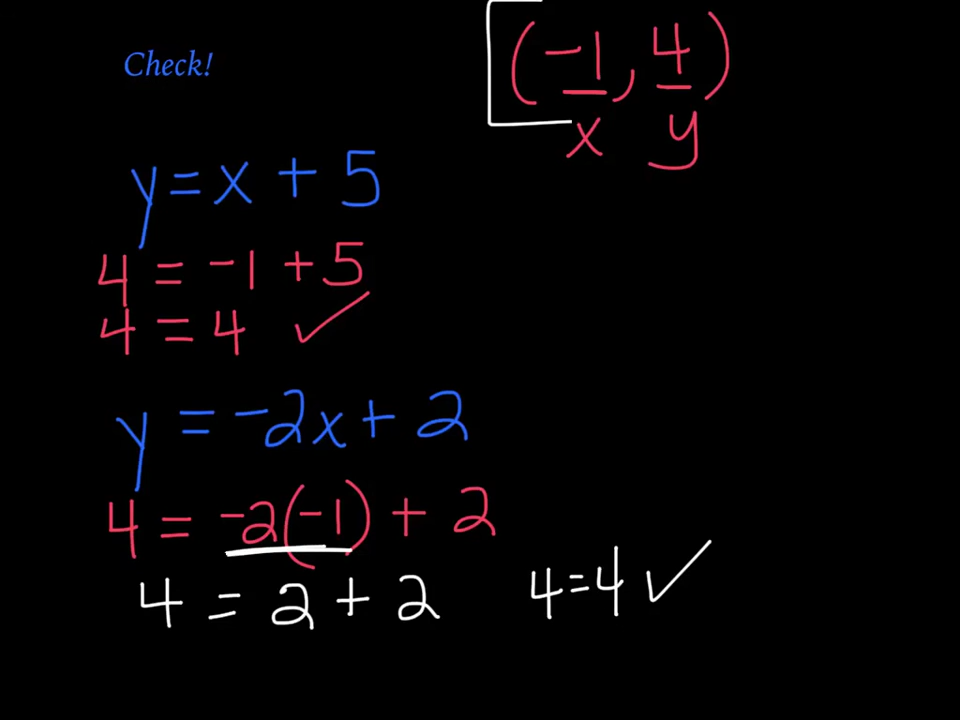 Check!
(-1, 4)
x y
y = x + 5
4 = -1 + 5
4 = 4 ✓
y = -2x + 2
4 = -2(-1) + 2
4 = 2 + 2 4 = 4 ✓